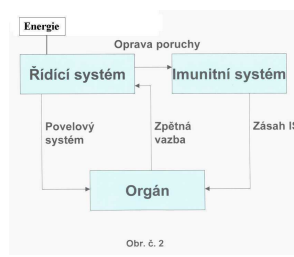 Energie
Oprava poruchy
Řídící systém
Imunitní systém
Povelový
systém
Zpětná
vazba
Zásah IS
Orgán
Obr. č. 2